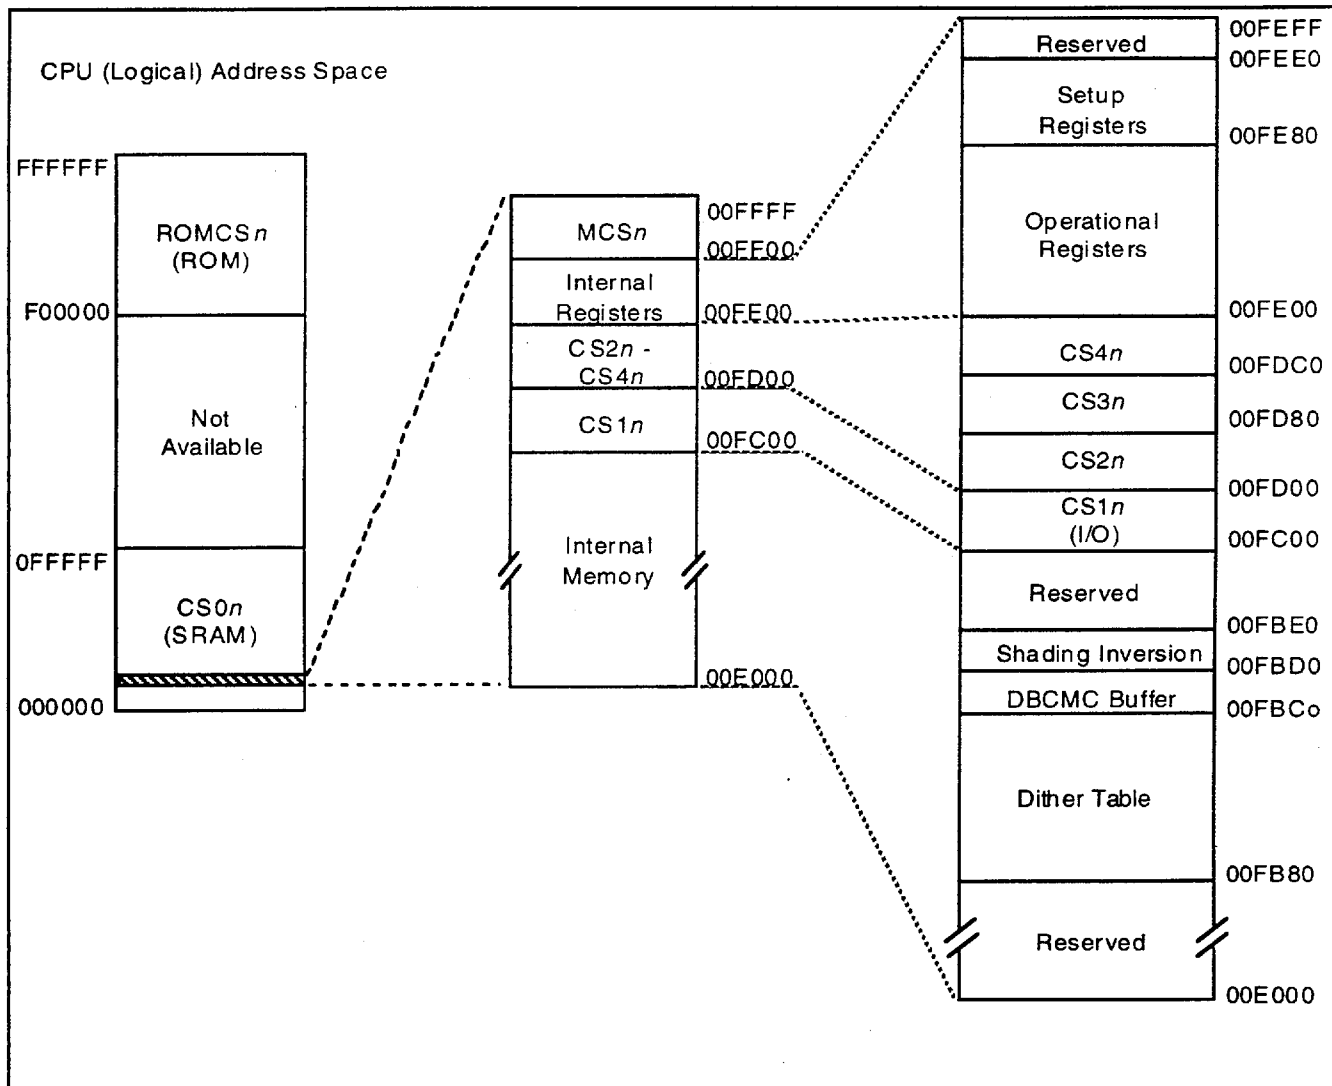 CPU (Logical) Address Space
FFFFFF
ROMCSn
(ROM)
F00000
Not
Available
0FFFFF
CS0n
(SRAM)
000000
MCSn
00FFFF
00FF00
Internal
Registers
00FE00
CS2n -
CS4n
00FD00
CS1n
00FC00
Internal
Memory
00E000
Reserved
00FEFF
00FEE0
Setup
Registers
00FE80
Operational
Registers
00FE00
CS4n
00FDC0
CS3n
00FD80
CS2n
00FD00
CS1n
(I/O)
00FC00
Reserved
00FBE0
Shading Inversion
00FBD0
DBCMC Buffer
00FBCo
Dither Table
00FB80
Reserved
00E000